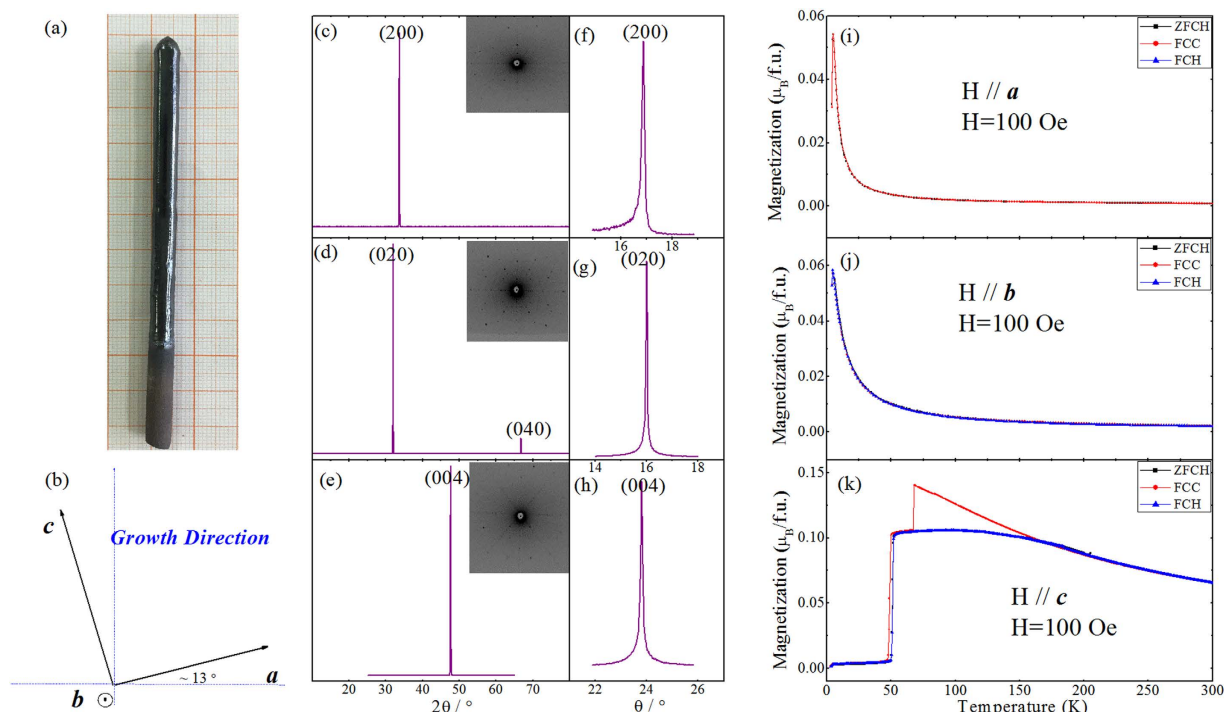 (a)
(b)
c
Growth Direction
~ 13 °
a
b
(c)
(200)
(d)
(020)
(040)
(e)
(004)
20
30
40
50
60
70
2θ / °
(f)
(200)
16
18
(g)
(020)
14
16
18
(h)
(004)
22
24
26
θ / °
(i)
ZFCH
FCC
FCH
H // a
H=100 Oe
Magnetization (μB/f.u.)
0.06
0.04
0.02
0.00
(j)
ZFCH
FCC
FCH
H // b
H=100 Oe
Magnetization (μB/f.u.)
0.06
0.04
0.02
0.00
(k)
ZFCH
FCC
FCH
H // c
H=100 Oe
Magnetization (μB/f.u.)
0.15
0.10
0.05
0.00
0
50
100
150
200
250
300
Temperature (K)